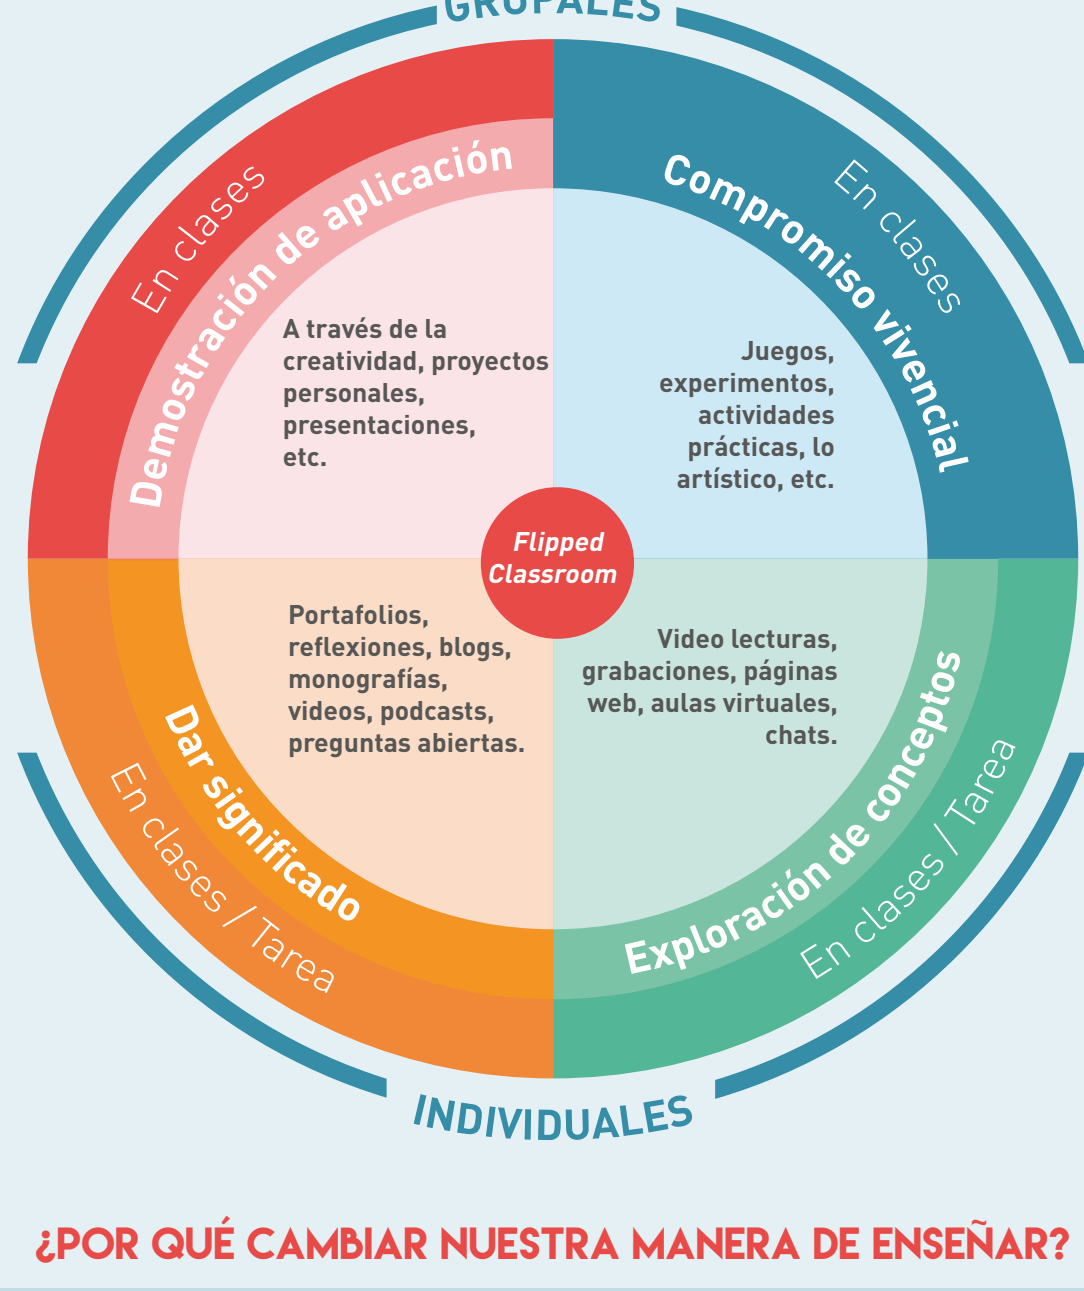 GRUPALES
En clases
Demostración de aplicación
A través de la
creatividad, proyectos
personales,
presentaciones,
etc.
En clases
Compromiso vivencial
Juegos,
experimentos,
actividades
prácticas, lo
artístico, etc.
Flipped
Classroom
Portafolios,
reflexiones, blogs,
monografías,
videos, podcasts,
preguntas abiertas.
Dar significado
En clases / Tarea
Video lecturas,
grabaciones, páginas
web, aulas virtuales,
chats.
Exploración de conceptos
En clases / Tarea
INDIVIDUALES
¿POR QUÉ CAMBIAR NUESTRA MANERA DE ENSEÑAR?